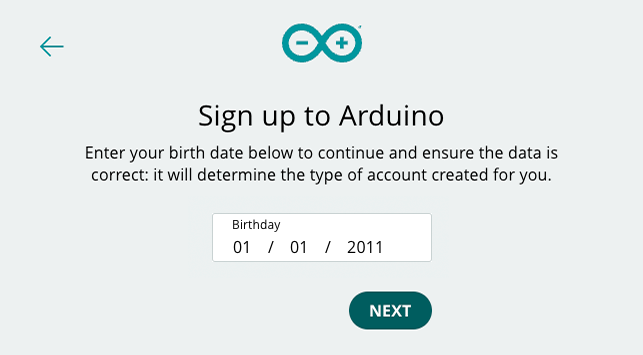 Sign up to Arduino
Enter your birth date below to continue and ensure the data is
correct: it will determine the type of account created for you.
Birthday
01 / 01 / 2011
NEXT